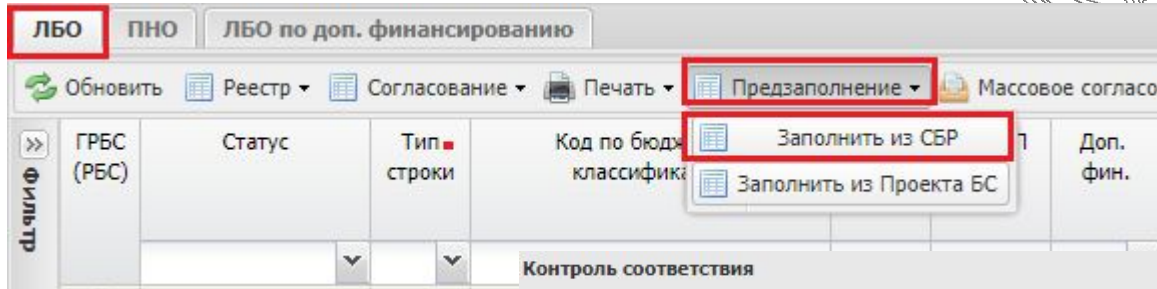 ЛБО ПНО ЛБО по доп. финансированию
Обновить Реестр Согласование Печать Предзаполнение Массовое согласо
Заполнить из СБР
Заполнить из Проекта БС
ГРБС (РБС)
Статус
Тип строки
Код по бюдж
классифика
Доп. фин.
Фильтр
Контроль соответствия